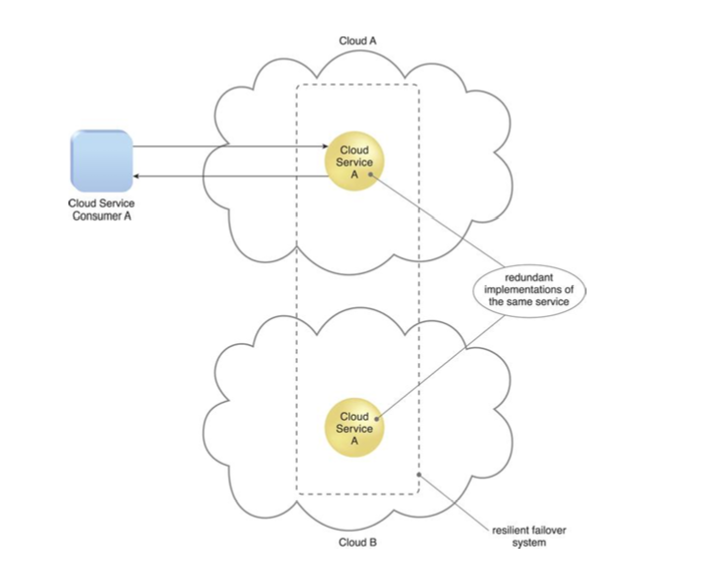 Cloud A
Cloud
Service
A
Cloud Service
Consumer A
redundant
implementations of
the same service
Cloud
Service
A
resilient failover
system
Cloud B